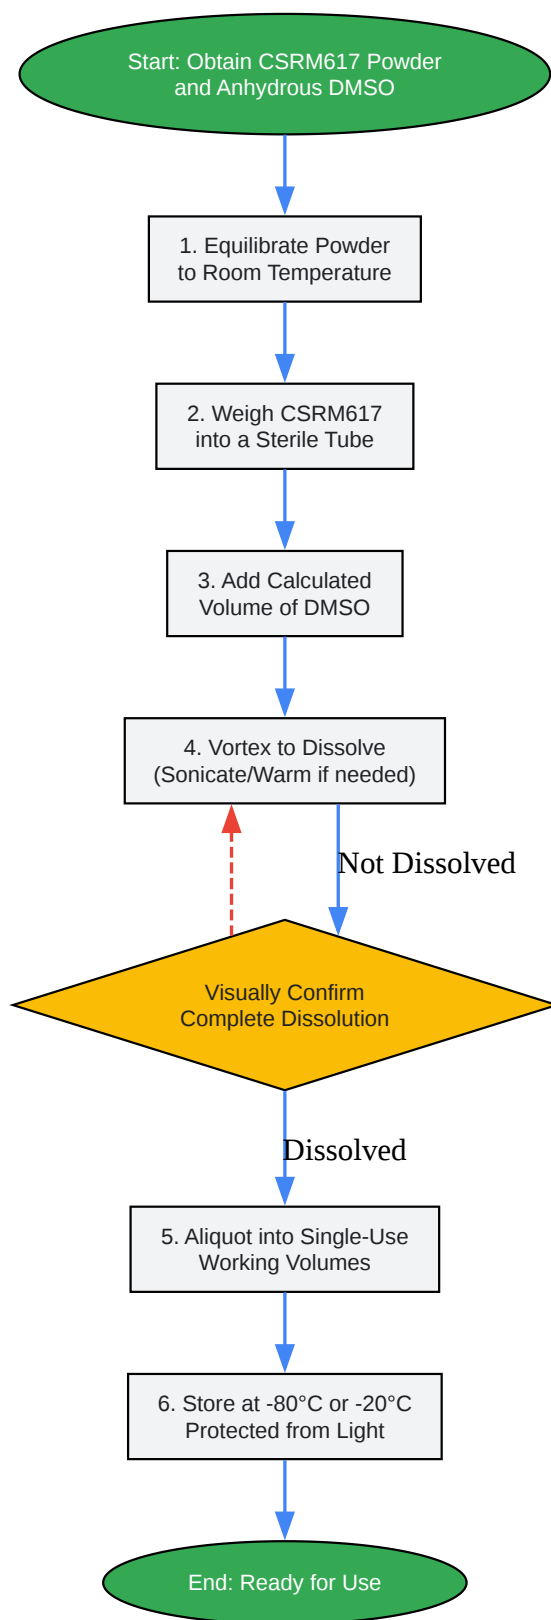 Start: Obtain CSRM617 Powder
and Anhydrous DMSO
1. Equilibrate Powder
to Room Temperature
2. Weigh CSRM617
into a Sterile Tube
3. Add Calculated
Volume of DMSO
4. Vortex to Dissolve
(Sonicate/Warm if needed)
Not Dissolved
Visually Confirm
Complete Dissolution
Dissolved
5. Aliquot into Single-Use
Working Volumes
6. Store at -80°C or -20°C
Protected from Light
End: Ready for Use